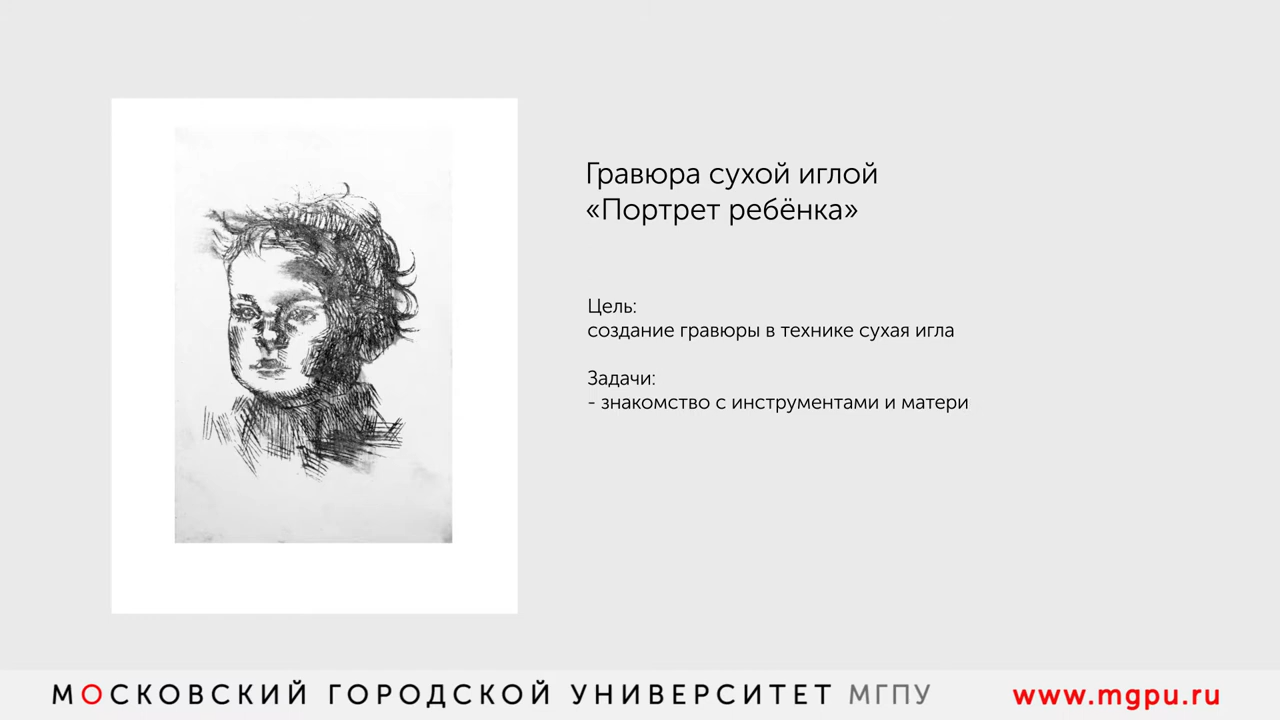 Гравюра сухой иглой
«Портрет ребёнка»
Цель:
создание гравюры в технике сухая игла
Задачи:
- знакомство с инструментами и матери
МОСКОВСКИЙ ГОРОДСКОЙ УНИВЕРСИТЕТ МГПУ
www.mgpu.ru